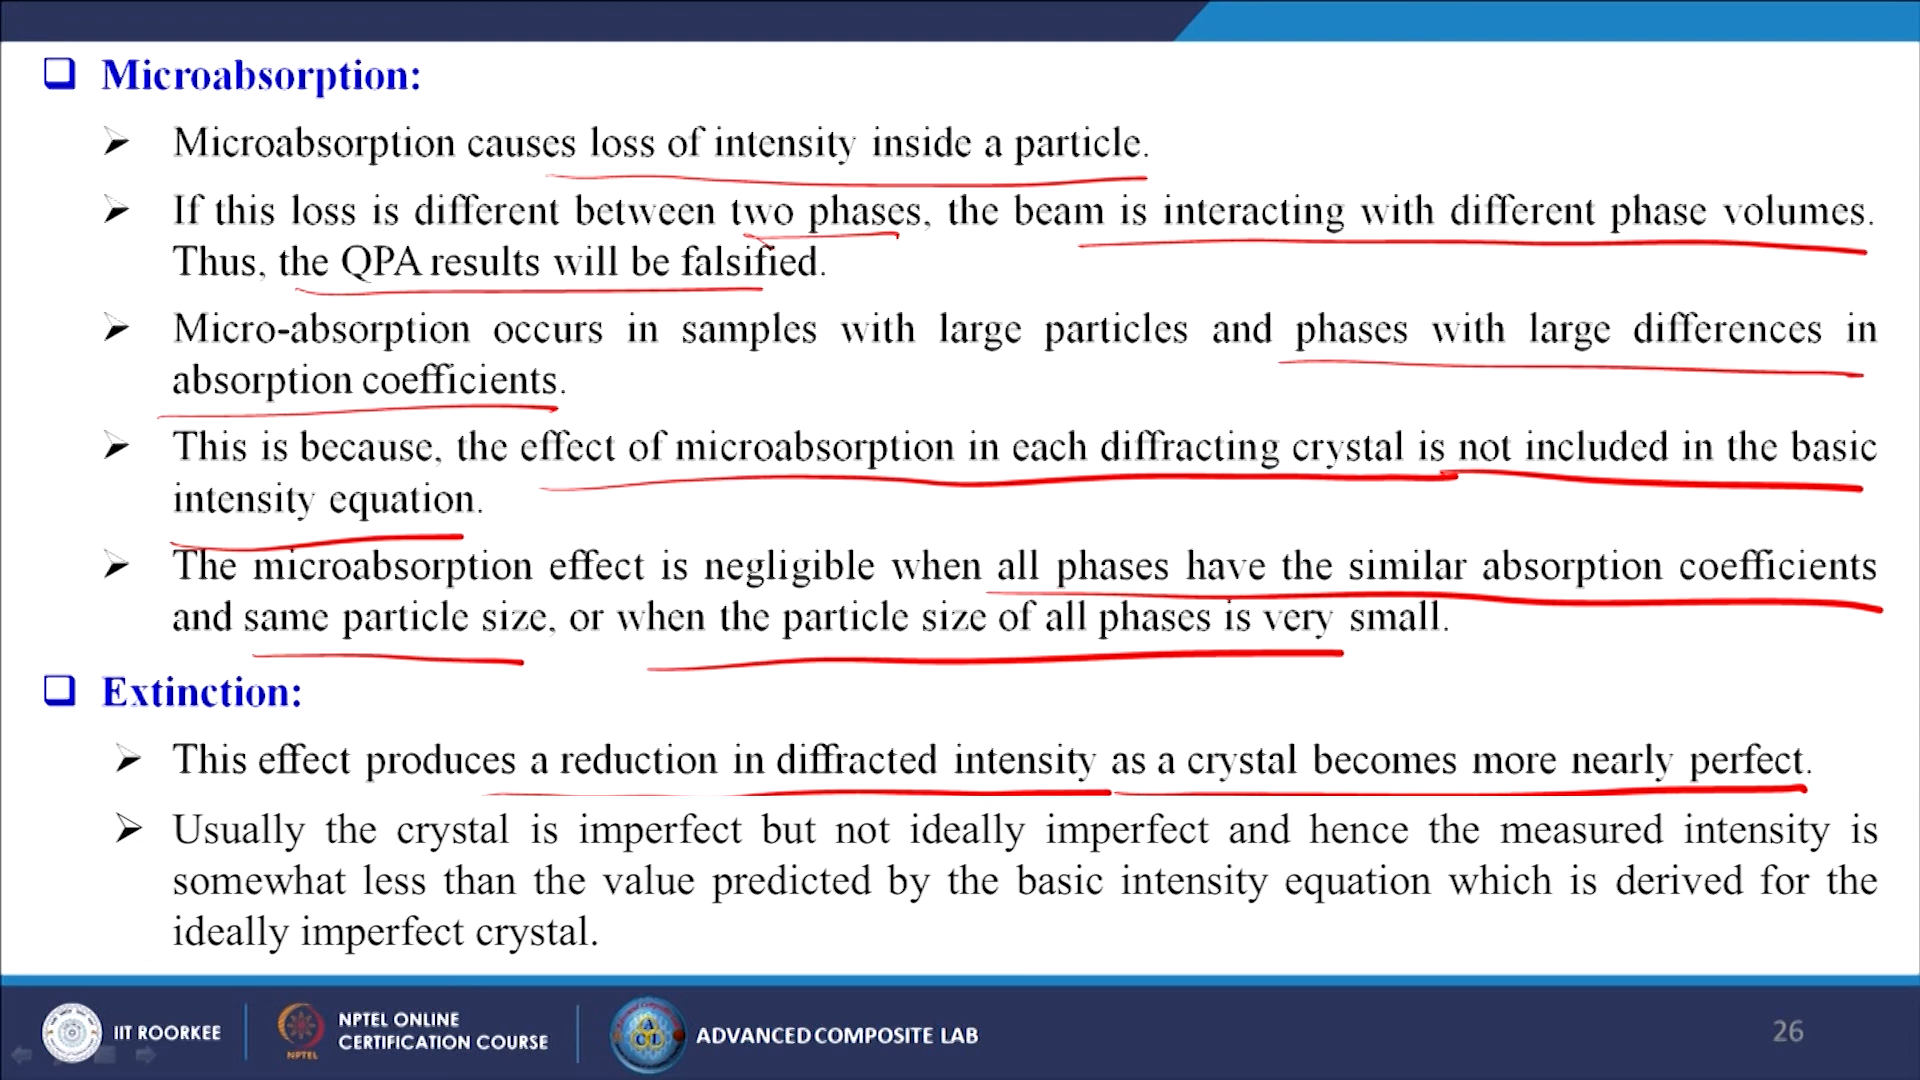 Microabsorption:
Microabsorption causes loss of intensity inside a particle.
If this loss is different between two phases, the beam is interacting with different phase volumes.
Thus, the QPA results will be falsified.
Micro-absorption occurs in samples with large particles and phases with large differences in
absorption coefficients.
This is because, the effect of microabsorption in each diffracting crystal is not included in the basic
intensity equation.
The microabsorption effect is negligible when all phases have the similar absorption coefficients
and same particle size, or when the particle size of all phases is very small.
Extinction:
This effect produces a reduction in diffracted intensity as a crystal becomes more nearly perfect.
Usually the crystal is imperfect but not ideally imperfect and hence the measured intensity is
somewhat less than the value predicted by the basic intensity equation which is derived for the
ideally imperfect crystal.
IIT ROORKEE
NPTEL
NPTEL ONLINE
CERTIFICATION COURSE
ADVANCED COMPOSITE LAB
26